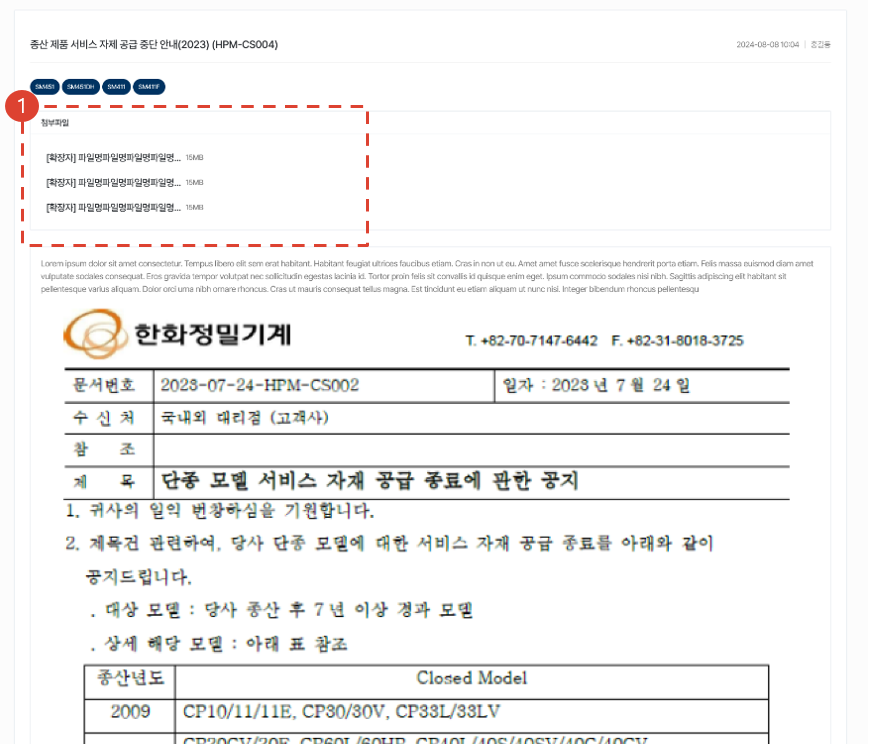 종산 제품 서비스 자제 공급 중단 안내(2023) (HPM-CS004)
2024-08-08 10:04 | 홍길동
SM451 SM451DH SM411 SM411F
1
첨부파일
[확장자] 파일명파일명파일명파일명... 15MB
[확장자] 파일명파일명파일명파일명... 15MB
[확장자] 파일명파일명파일명파일명... 15MB
Lorem ipsum dolor sit amet consectetur. Tempus libero elit sem erat habitant. Habitant feugiat ultrices faucibus etiam. Cras in non ut eu. Amet amet fusce scelerisque hendrerit porta etiam. Felis massa euismod diam amet
vulputate sodales consequat. Eros gravida tempor volutpat nec sollicitudin egestas lacinia id. Tortor proin felis sit convallis id quisque enim eget. Ipsum commodo sodales nisi nibh. Sagittis adipiscing elit habitant sit
pellentesque varius aliquam. Dolor orci urna nibh ornare rhoncus. Cras ut mauris consequat tellus magna. Est tincidunt eu etiam aliquam ut nunc nisi. Integer bibendum rhoncus pellentesqu
한화정밀기계 T. +82-70-7147-6442 F. +82-31-8018-3725
문서번호 2023-07-24-HPM-CS002 일자 : 2023 년 7 월 24 일
수 신 처 국내외 대리점 (고객사)
참 조
제 목 단종 모델 서비스 자재 공급 종료에 관한 공지
1. 귀사의 일익 번창하심을 기원합니다.
2. 제목건 관련하여, 당사 단종 모델에 대한 서비스 자재 공급 종료를 아래와 같이
공지드립니다.
. 대상 모델 : 당사 종산 후 7 년 이상 경과 모델
. 상세 해당 모델 : 아래 표 참조
종산년도 Closed Model
2009 CP10/11/11E, CP30/30V, CP33L/33LV